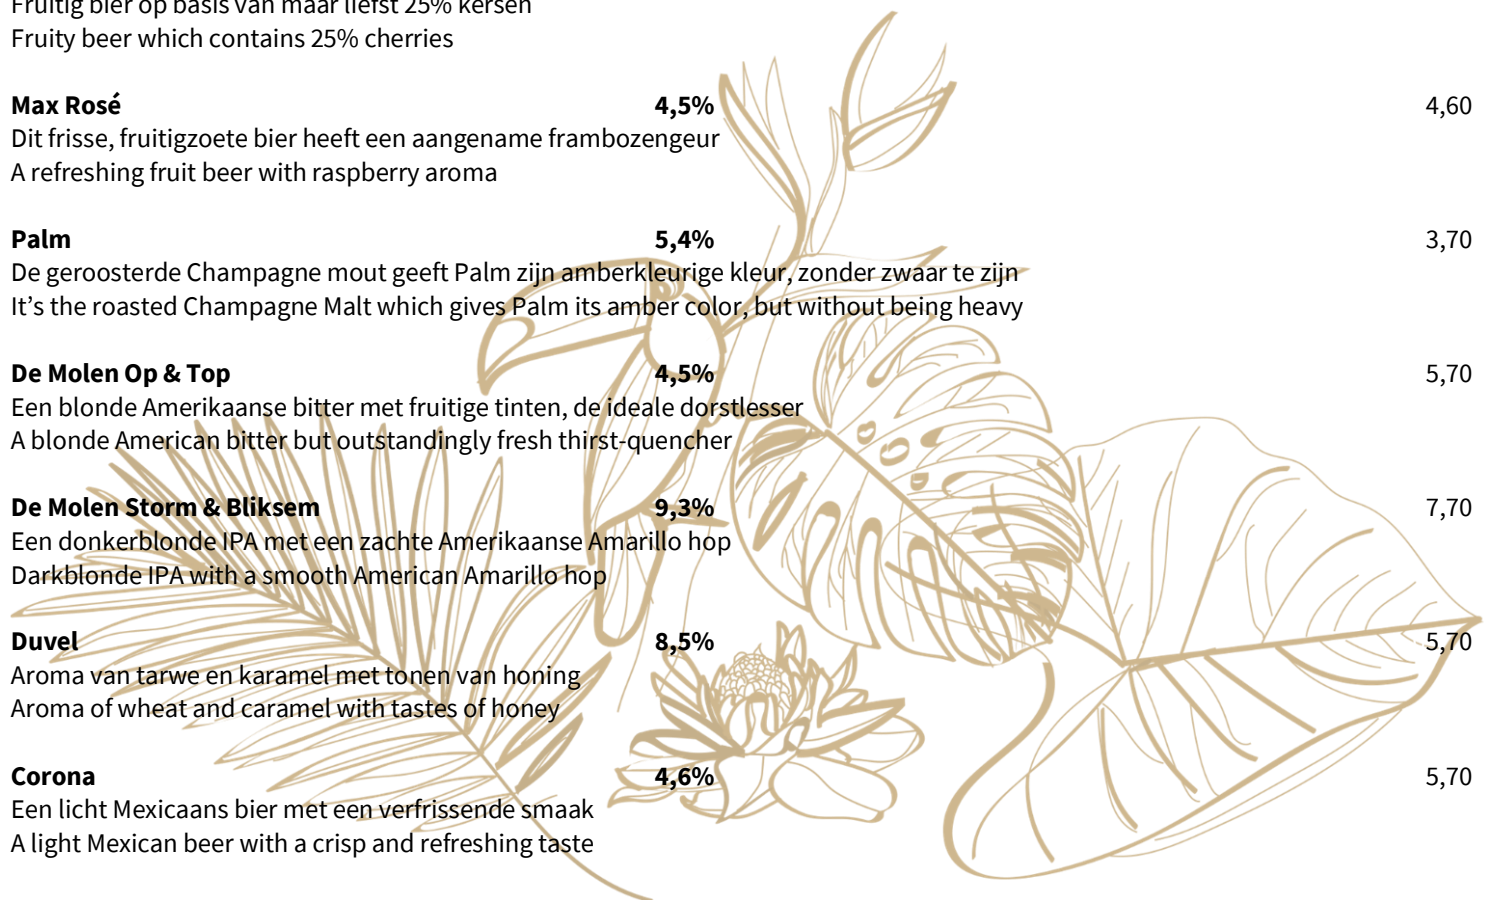 Fruitig bier op basis van maar liefst 25% kersen
Fruity beer which contains 25% cherries
Max Rosé 4,5% 4,60
Dit frisse, fruitigzoete bier heeft een aangename frambozengeur
A refreshing fruit beer with raspberry aroma
Palm 5,4% 3,70
De geroosterde Champagne mout geeft Palm zijn amberkleurige kleur, zonder zwaar te zijn
It’s the roasted Champagne Malt which gives Palm its amber color, but without being heavy
De Molen Op & Top 4,5% 5,70
Een blonde Amerikaanse bitter met fruitige tinten, de ideale dorstlesser
A blonde American bitter but outstandingly fresh thirst-quencher
De Molen Storm & Bliksem 9,3% 7,70
Een donkerblonde IPA met een zachte Amerikaanse Amarillo hop
Darkblonde IPA with a smooth American Amarillo hop
Duvel 8,5% 5,70
Aroma van tarwe en karamel met tonen van honing
Aroma of wheat and caramel with tastes of honey
Corona 4,6% 5,70
Een licht Mexicaans bier met een verfrissende smaak
A light Mexican beer with a crisp and refreshing taste